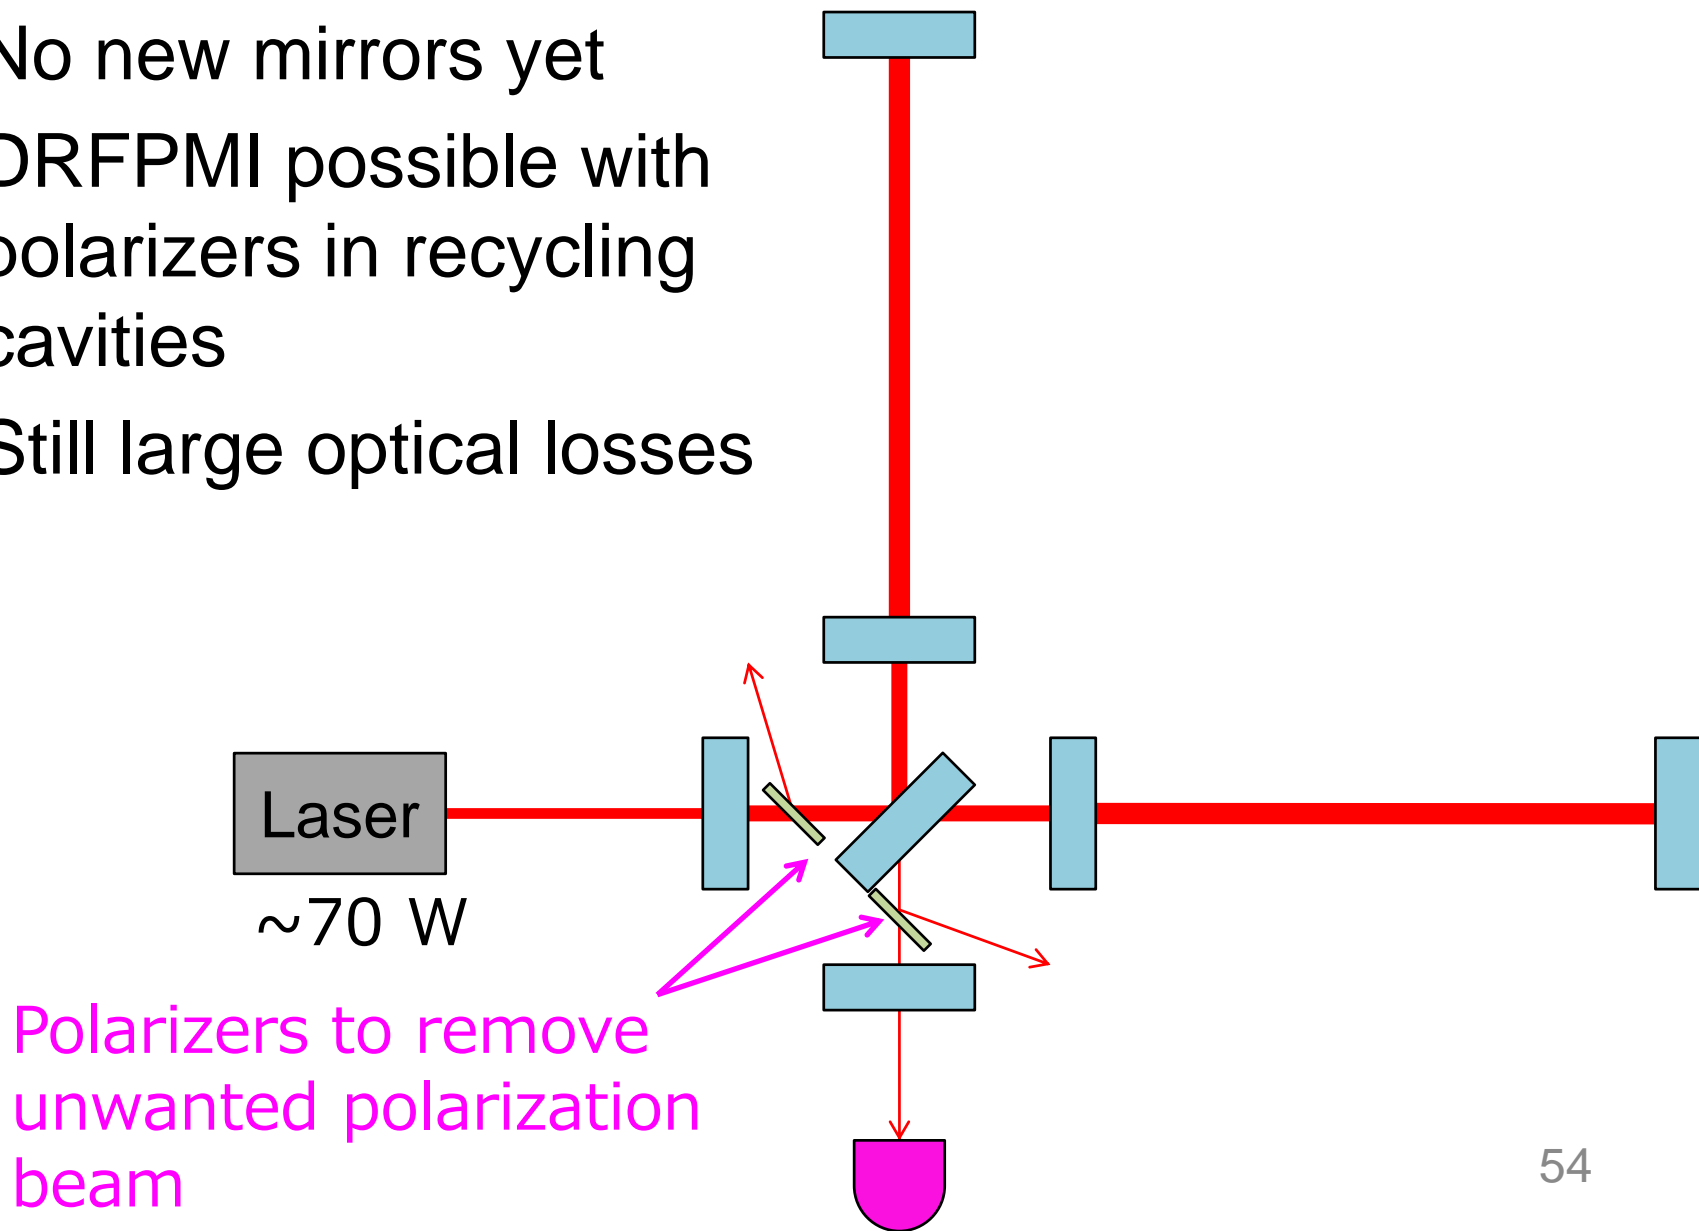 No new mirrors yet
DRFPMI possible with
polarizers in recycling
cavities
Still large optical losses
Laser
~70 W
Polarizers to remove
unwanted polarization
beam
54